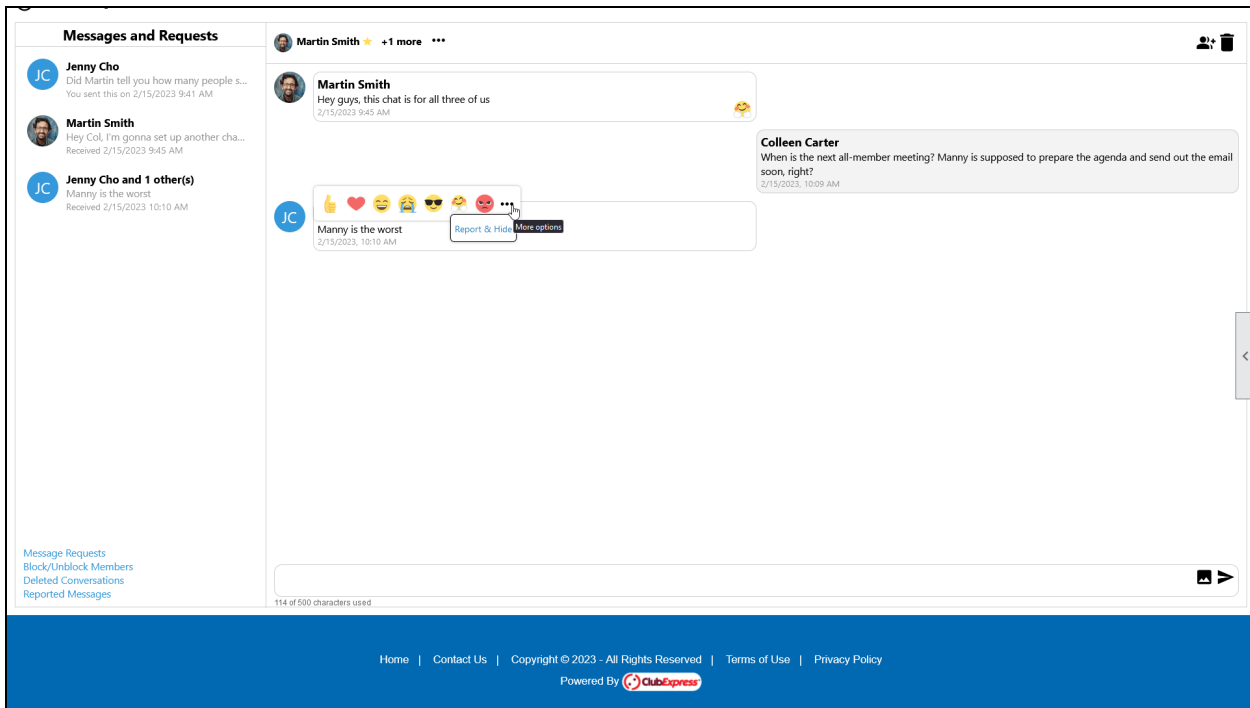 Messages and Requests
JC
Jenny Cho
Did Martin tell you how many people s...
You sent this on 2/15/2023 9:41 AM
Martin Smith
Hey Col, I'm gonna set up another cha...
Received 2/15/2023 9:45 AM
JC
Jenny Cho and 1 other(s)
Manny is the worst
Received 2/15/2023 10:10 AM
Message Requests
Block/Unblock Members
Deleted Conversations
Reported Messages
Martin Smith +1 more •••
Martin Smith
Hey guys, this chat is for all three of us
2/15/2023 9:45 AM
Colleen Carter
When is the next all-member meeting? Manny is supposed to prepare the agenda and send out the email
soon, right?
2/15/2023, 10:09 AM
JC
Manny is the worst
2/15/2023, 10:10 AM
Report & Hide
More options
114 of 500 characters used
Home | Contact Us | Copyright © 2023 - All Rights Reserved | Terms of Use | Privacy Policy
Powered By ClubExpress